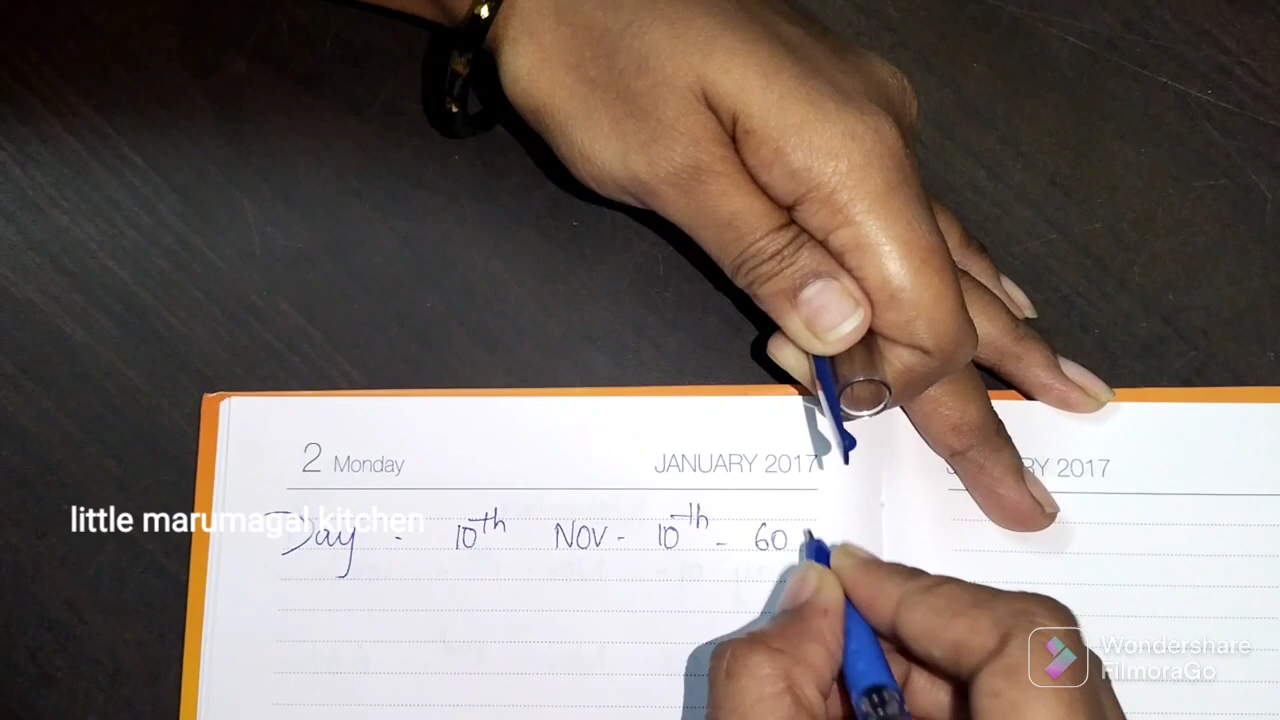 2 Monday JANUARY 2017
RY 2017
little marumagal kitchen
Day - 10th NOV - 10th - 60
Wondershare
FilmoraGo